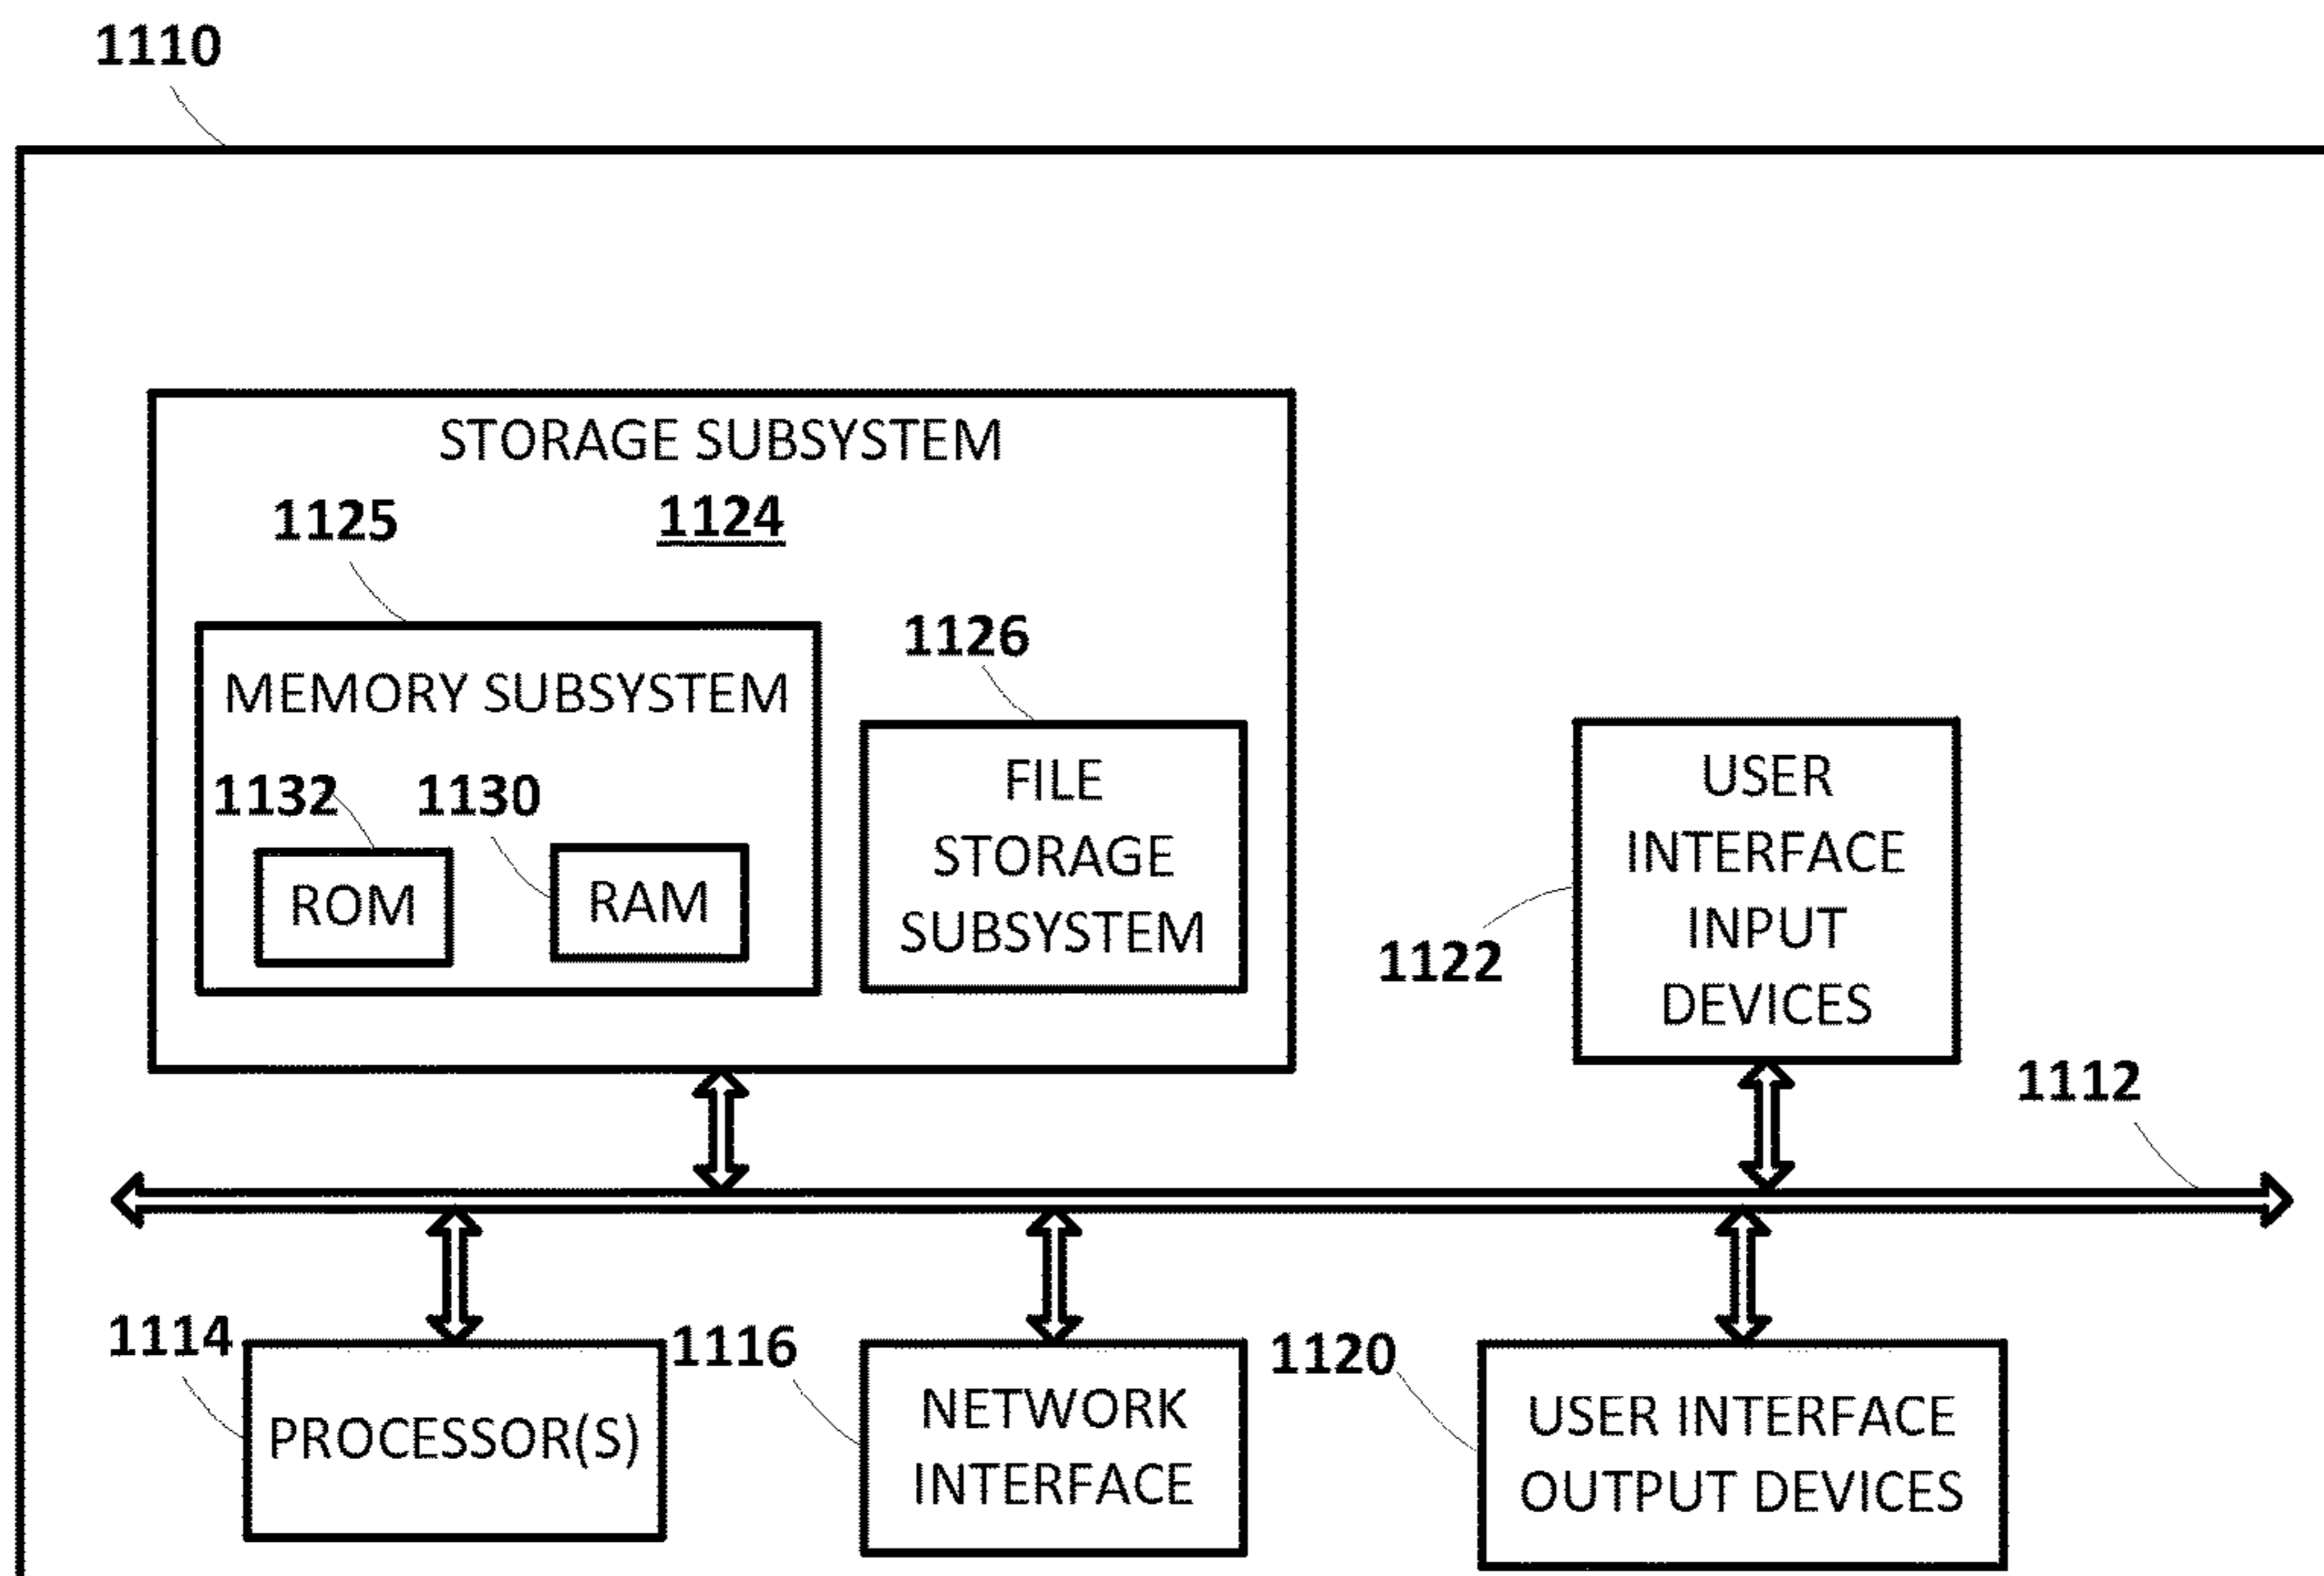 1110
STORAGE SUBSYSTEM
1125
1124
1126
MEMORY SUBSYSTEM
1132
1130
ROM
RAM
FILE
STORAGE
SUBSYSTEM
USER
INTERFACE
INPUT
DEVICES
1122
1112
1114
PROCESSOR(S)
1116
NETWORK
INTERFACE
1120
USER INTERFACE
OUTPUT DEVICES